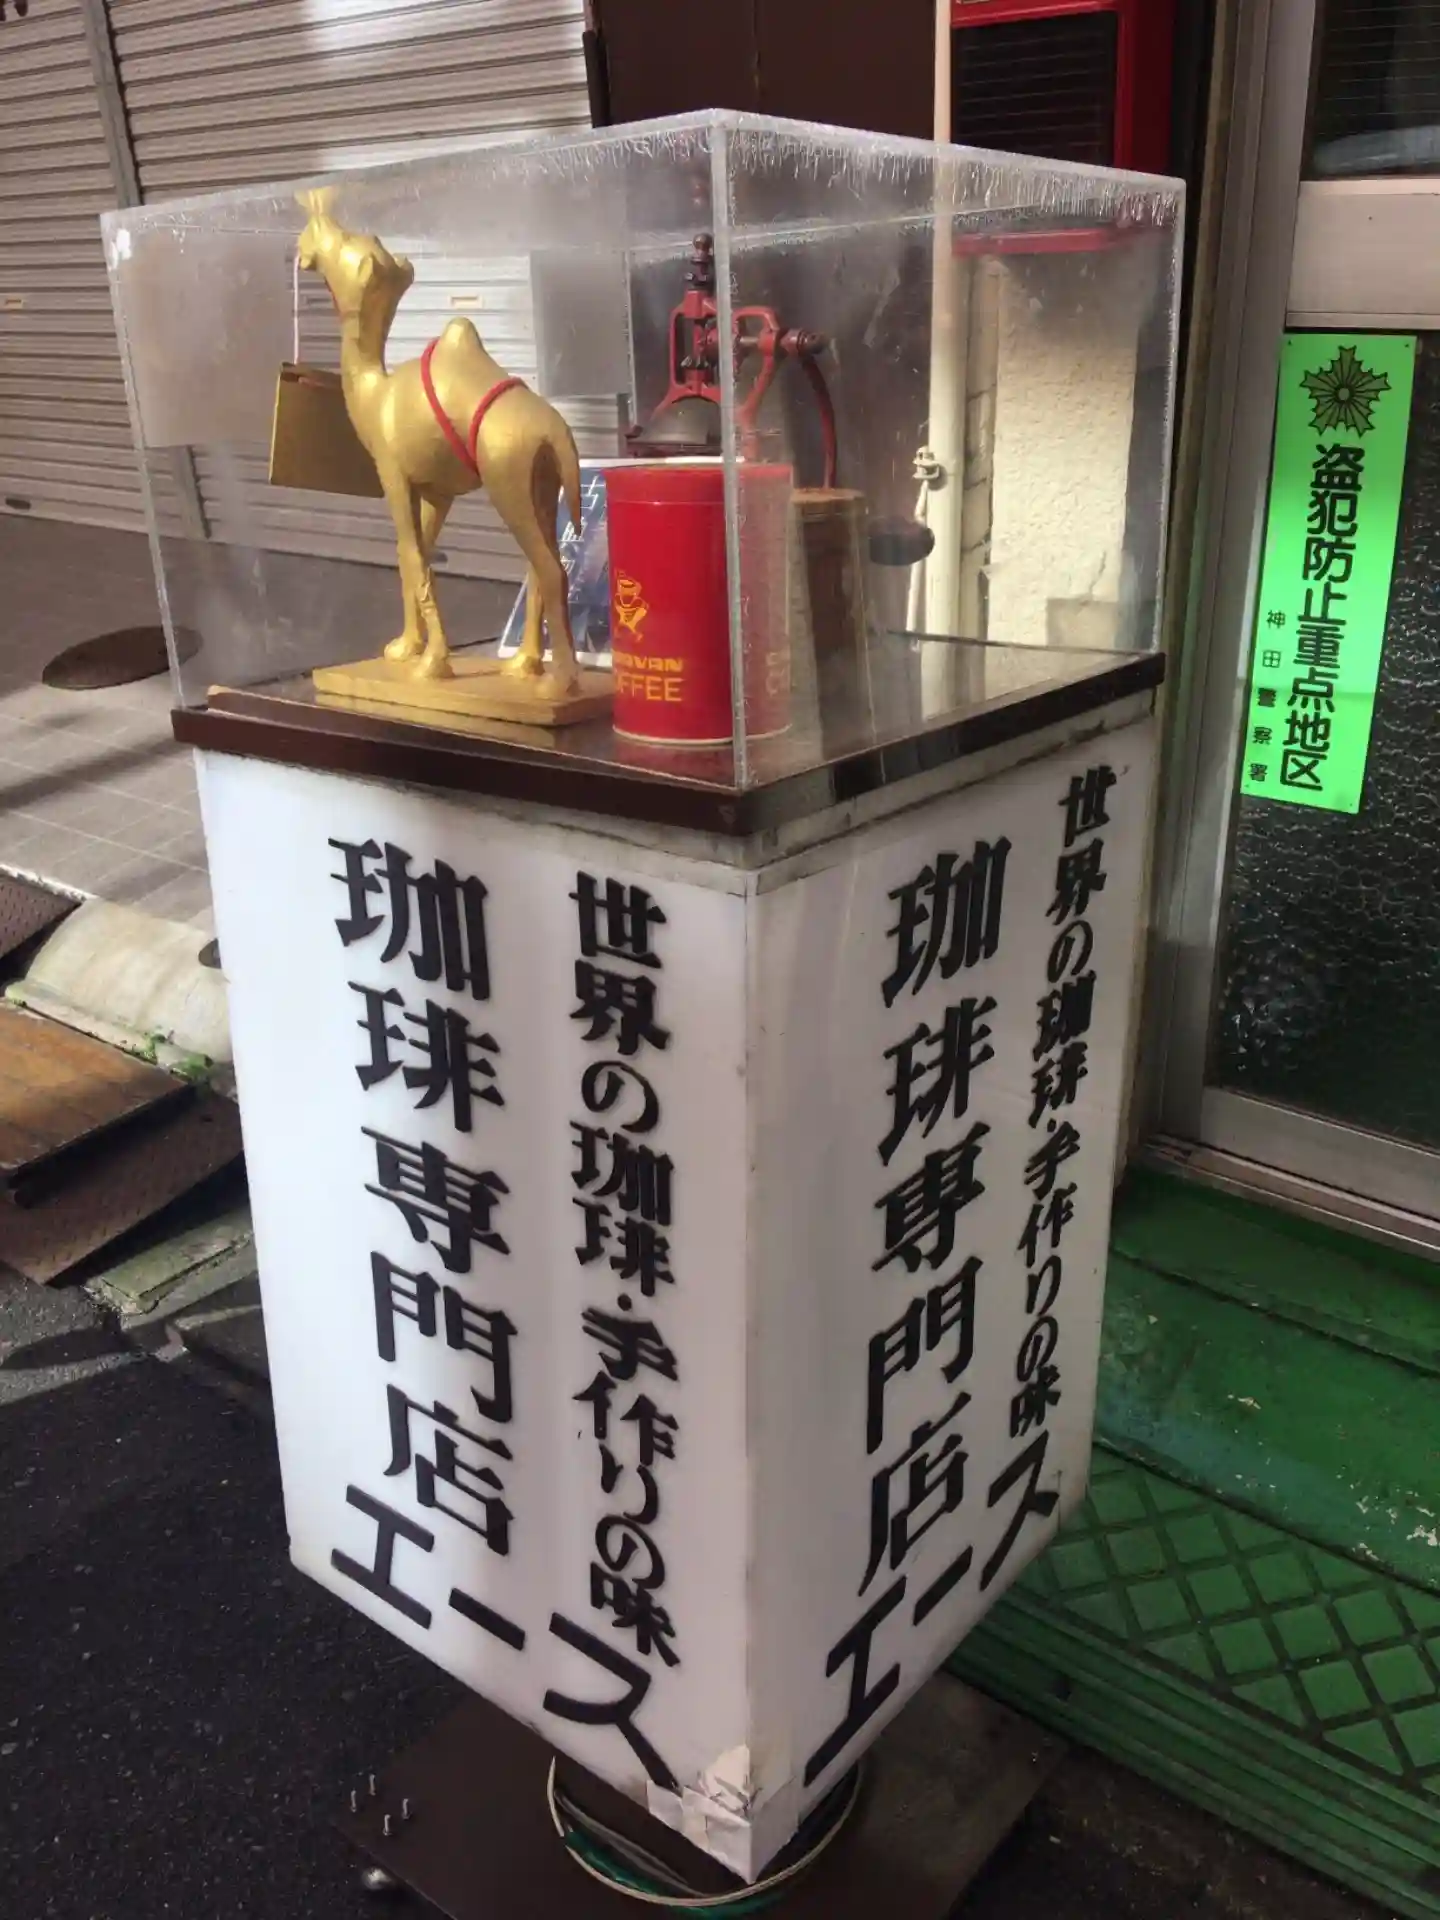 世界の珈琲・手作りの味
珈琲専門店
エース
世界の珈琲・手作りの味
珈琲専門店
エース
盗犯防止重点地区
神田警察署
COFFEE